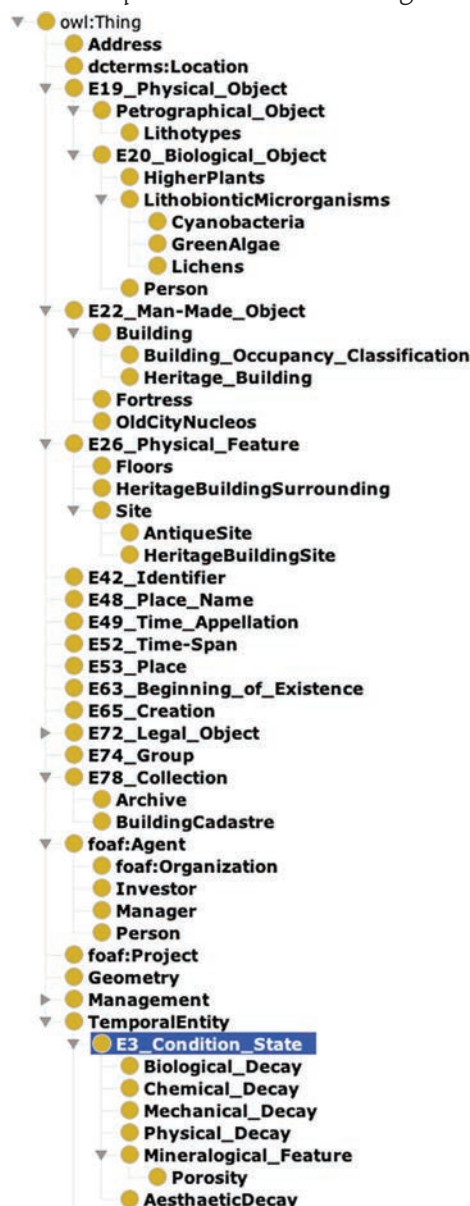 owl:Thing
Address
dcterms:Location
E19_Physical_Object
Petrographical_Object
Lithotypes
E20_Biological_Object
HigherPlants
LithobionticMicrorganisms
Cyanobacteria
GreenAlgae
Lichens
Person
E22_Man-Made_Object
Building
Building_Occupancy_Classification
Heritage_Building
Fortress
OldCityNucleos
E26_Physical_Feature
Floors
HeritageBuildingSurrounding
Site
AntiqueSite
HeritageBuildingSite
E42_Identifier
E48_Place_Name
E49_Time_Appellation
E52_Time-Span
E53_Place
E63_Beginning_of_Existence
E65_Creation
E72_Legal_Object
E74_Group
E78_Collection
Archive
BuildingCadastre
foaf:Agent
foaf:Organization
Investor
Manager
Person
foaf:Project
Geometry
Management
TemporalEntity
E3_Condition_State
Biological_Decay
Chemical_Decay
Mechanical_Decay
Physical_Decay
Mineralogical_Feature
Porosity
AesthaeticDecay